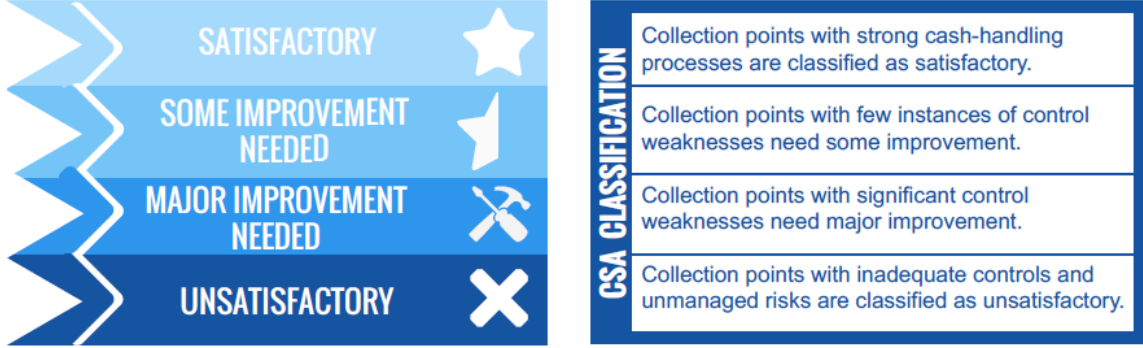 SATISFACTORY
SOME IMPROVEMENT
NEEDED
MAJOR IMPROVEMENT
NEEDED
UNSATISFACTORY
CSA CLASSIFICATION
Collection points with strong cash-handling
processes are classified as satisfactory.
Collection points with few instances of control
weaknesses need some improvement.
Collection points with significant control
weaknesses need major improvement.
Collection points with inadequate controls and
unmanaged risks are classified as unsatisfactory.